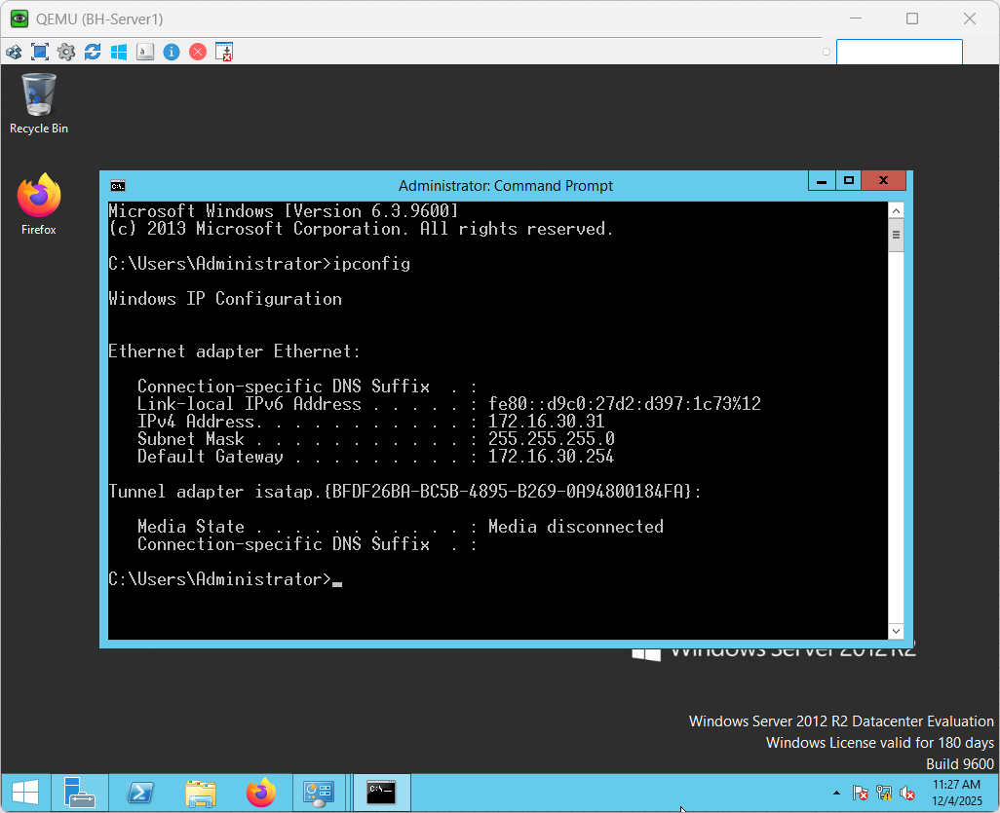 QEMU (BH-Server1)
Recycle Bin
Firefox
Administrator: Command Prompt
Microsoft Windows [Version 6.3.9600]
(c) 2013 Microsoft Corporation. All rights reserved.
C:\Users\Administrator>ipconfig
Windows IP Configuration
Ethernet adapter Ethernet:
Connection-specific DNS Suffix  . :
Link-local IPv6 Address . . . . . : fe80::d9c0:27d2:d397:1c73%12
IPv4 Address. . . . . . . . . . . : 172.16.30.31
Subnet Mask . . . . . . . . . . . : 255.255.255.0
Default Gateway . . . . . . . . . : 172.16.30.254
Tunnel adapter isatap.{BFDF26BA-BC5B-4895-B269-0A94800184FA}:
Media State . . . . . . . . . . . : Media disconnected
Connection-specific DNS Suffix  . :
C:\Users\Administrator>
Windows Server 2012 R2
Windows Server 2012 R2 Datacenter Evaluation
Windows License valid for 180 days
Build 9600
11:27 AM
12/4/2025